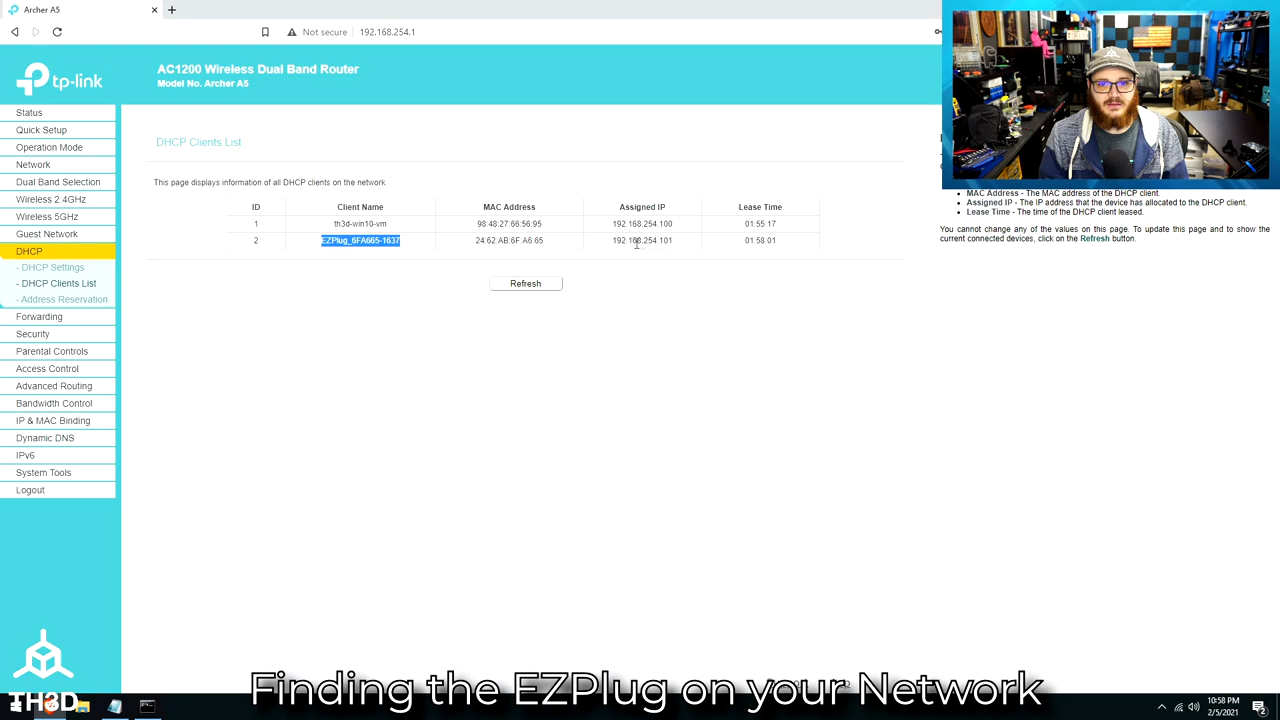 Archer A5
Not secure
192.168.254.1
tp-link
AC1200 Wireless Dual Band Router
Model No. Archer A5
Status
Quick Setup
Operation Mode
Network
Dual Band Selection
Wireless 2.4GHz
Wireless 5GHz
Guest Network
DHCP
- DHCP Settings
- DHCP Clients List
- Address Reservation
Forwarding
Security
Parental Controls
Access Control
Advanced Routing
Bandwidth Control
IP & MAC Binding
Dynamic DNS
IPv6
System Tools
Logout
DHCP Clients List
This page displays information of all DHCP clients on the network.
ID Client Name MAC Address Assigned IP Lease Time
1 th3d-win10-vm 98:48:27:66:56:95 192.168.254.100 01:55:17
2 EZPlug_6FA665-1637 24:62:AB:6F:A6:65 192.168.254.101 01:58:01
Refresh
• MAC Address - The MAC address of the DHCP client.
• Assigned IP - The IP address that the device has allocated to the DHCP client.
• Lease Time - The time of the DHCP client leased.
You cannot change any of the values on this page. To update this page and to show the
current connected devices, click on the Refresh button.
Finding the EZPlug on your Network
TH3D
10:58 PM
2/5/2021
2